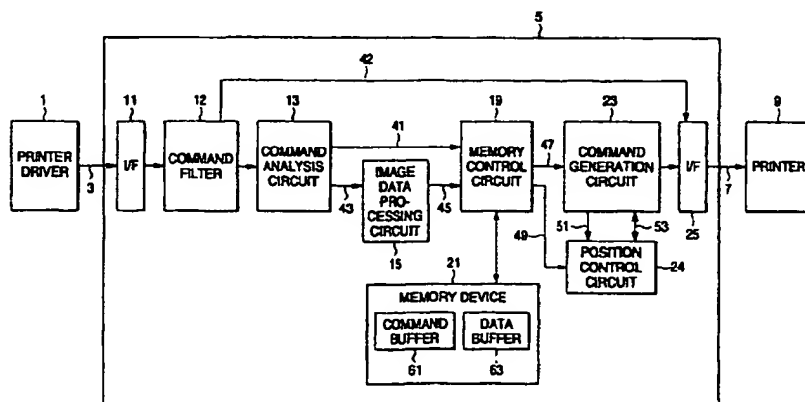 5
42
1
11
12
13
19
23
9
41
47
PRINTER
DRIVER
I/F
COMMAND
FILTER
COMMAND
ANALYSIS
CIRCUIT
MEMORY
CONTROL
CIRCUIT
COMMAND
GENERATION
CIRCUIT
I/F
PRINTER
3
7
IMAGE
DATA
PRO-
CESSING
CIRCUIT
43
45
49
51
53
25
15
POSITION
CONTROL
CIRCUIT
24
21
MEMORY DEVICE
COMMAND
BUFFER
DATA
BUFFER
61
63